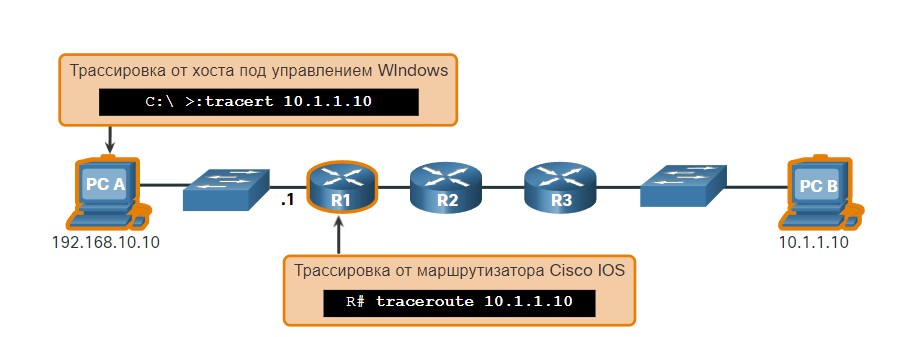 Трассировка от хоста под управлением WIndows
C:\ >:tracert 10.1.1.10
PC A
.1
R1
R2
R3
PC B
192.168.10.10
10.1.1.10
Трассировка от маршрутизатора Cisco IOS
R# traceroute 10.1.1.10